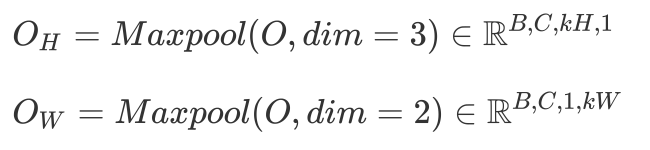 O_H = Maxpool(O, dim = 3) ∈ ℝ^{B,C,kH,1}
O_W = Maxpool(O, dim = 2) ∈ ℝ^{B,C,1,kW}